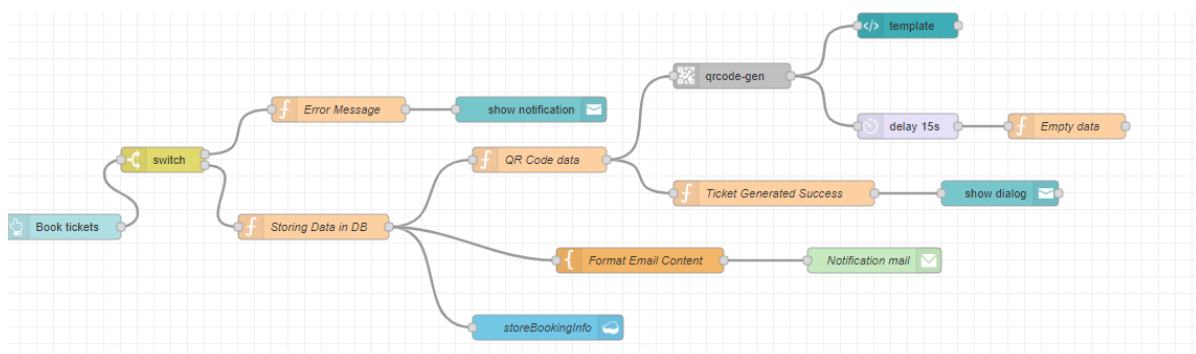 </> template
qrcode-gen
Error Message
show notification
delay 15s
f Empty data
switch
f QR Code data
f Ticket Generated Success
show dialog
Book tickets
f Storing Data in DB
{ Format Email Content
Notification mail
storeBookingInfo